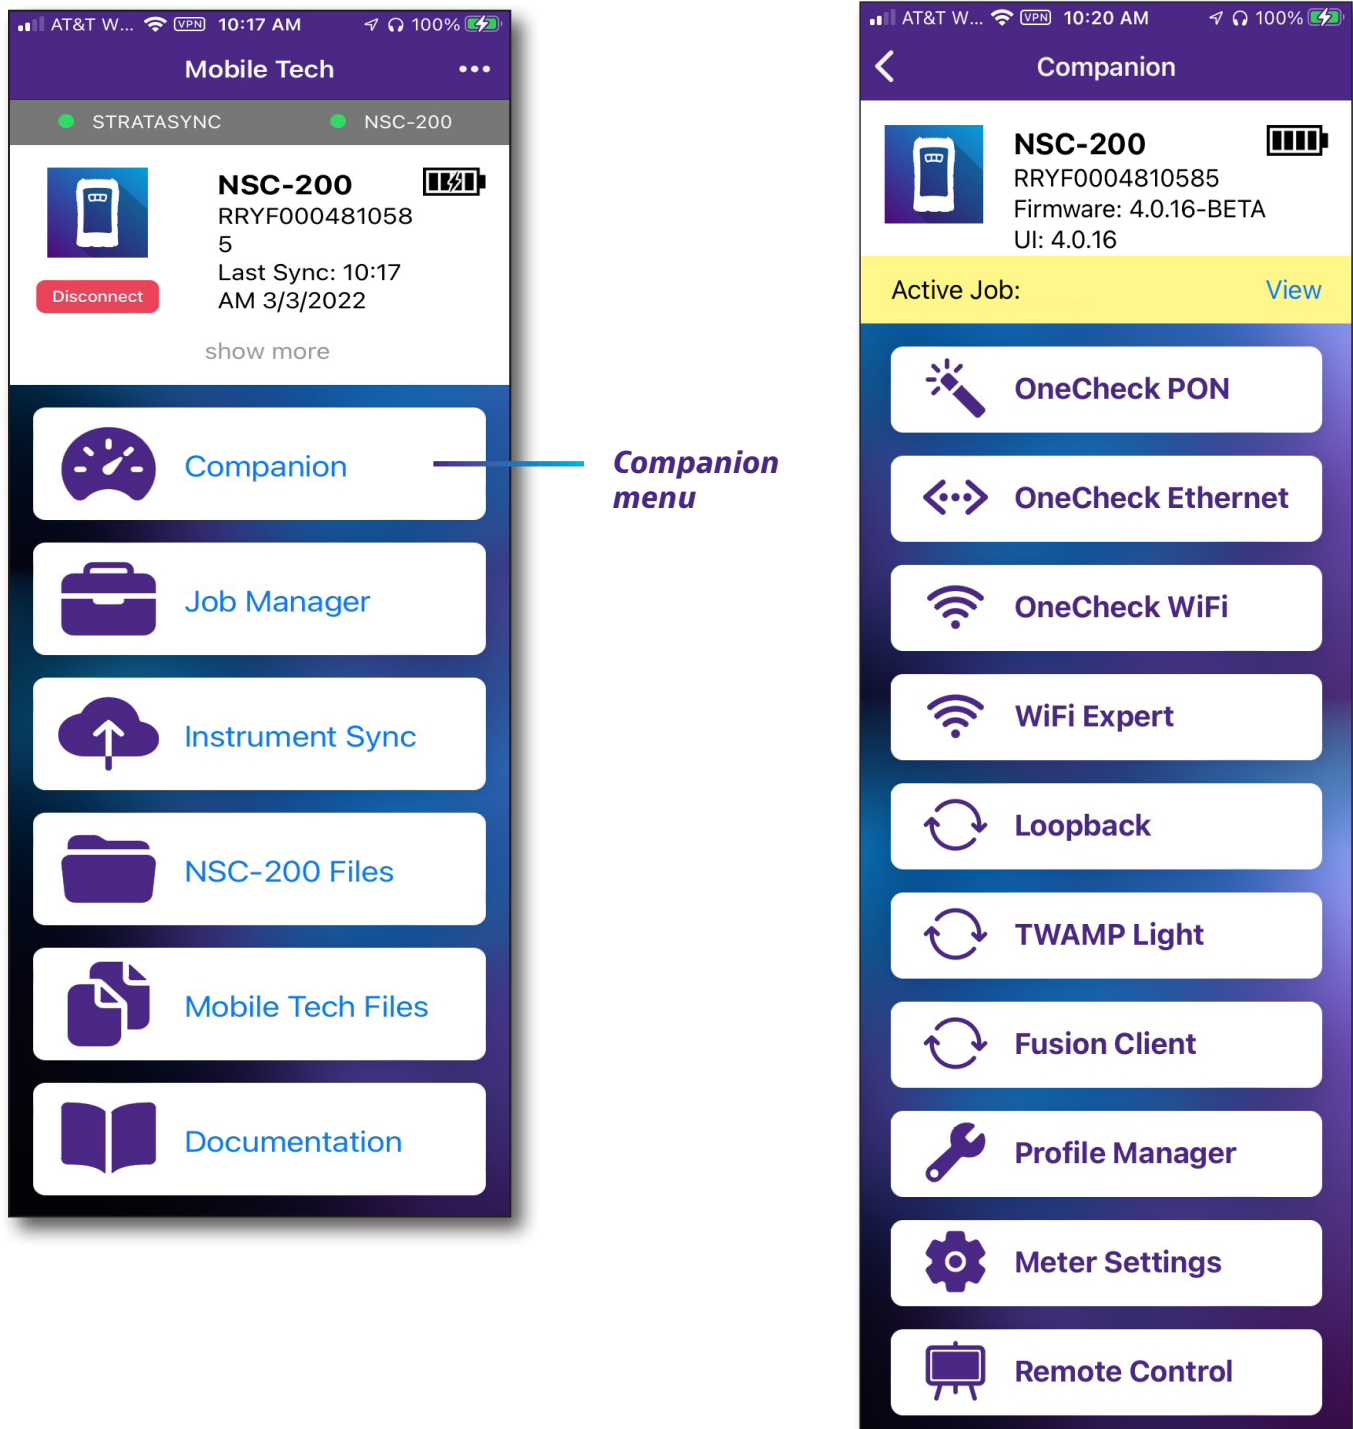 AT&T W... VPN 10:17 AM 100%
Mobile Tech
STRATASYNC NSC-200
NSC-200
RRYF000481058
5
Last Sync: 10:17
AM 3/3/2022
Disconnect
show more
Companion
Job Manager
Instrument Sync
NSC-200 Files
Mobile Tech Files
Documentation
Companion
menu
AT&T W... VPN 10:20 AM 100%
Companion
NSC-200
RRYF0004810585
Firmware: 4.0.16-BETA
UI: 4.0.16
Active Job: View
OneCheck PON
OneCheck Ethernet
OneCheck WiFi
WiFi Expert
Loopback
TWAMP Light
Fusion Client
Profile Manager
Meter Settings
Remote Control